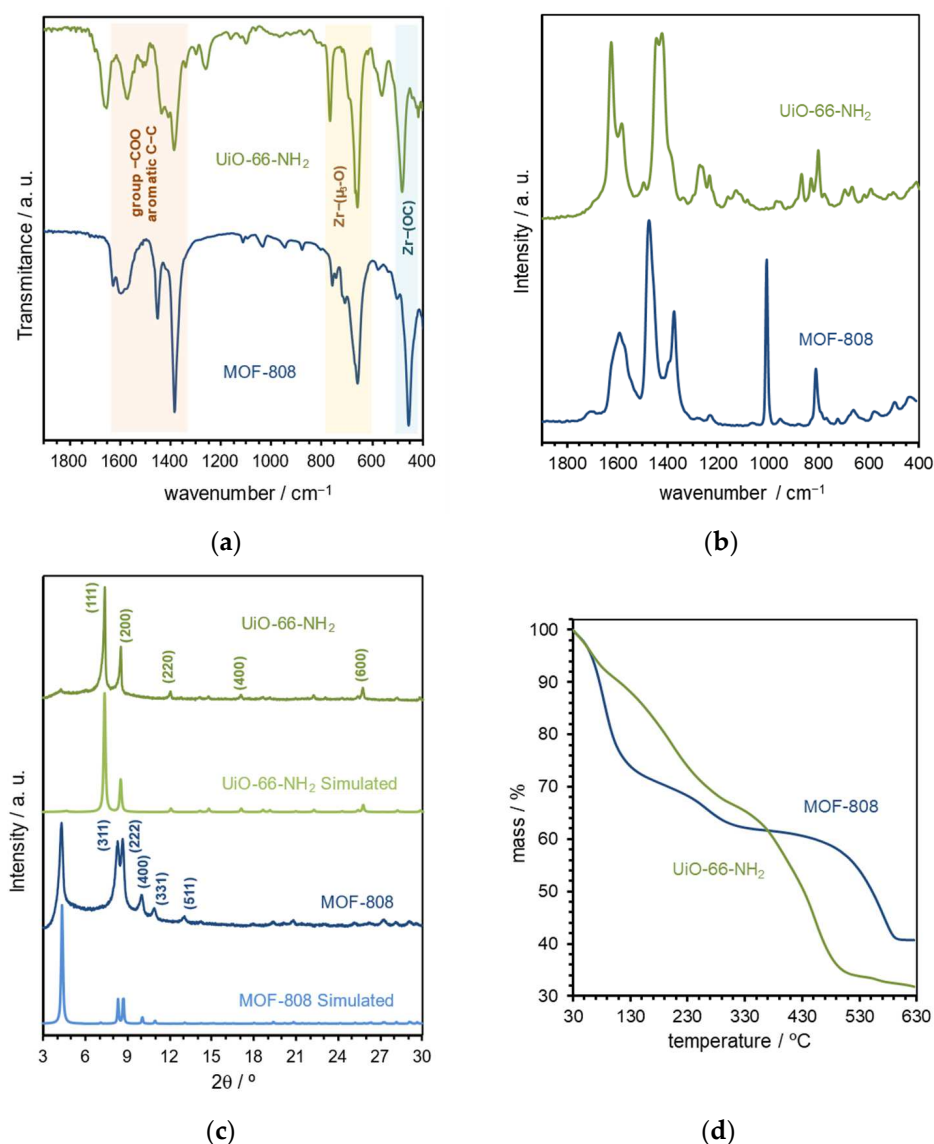 Transmitance / a. u.
group –COO
aromatic C–C
UiO-66-NH₂
Zr–(μ₃-O)
Zr–(OC)
MOF-808
1800 1600 1400 1200 1000 800 600 400
wavenumber / cm⁻¹
(a)
Intensity / a. u.
UiO-66-NH₂
MOF-808
1800 1600 1400 1200 1000 800 600 400
wavenumber / cm⁻¹
(b)
Intensity / a. u.
(111)
(200)
UiO-66-NH₂
(220)
(400)
(600)
UiO-66-NH₂ Simulated
(311)
(222)
(400)
(331)
(511)
MOF-808
MOF-808 Simulated
3 6 9 12 15 18 21 24 27 30
2θ / º
(c)
mass / %
100
90
80
70
60
50
40
30
MOF-808
UiO-66-NH₂
30 130 230 330 430 530 630
temperature / ºC
(d)